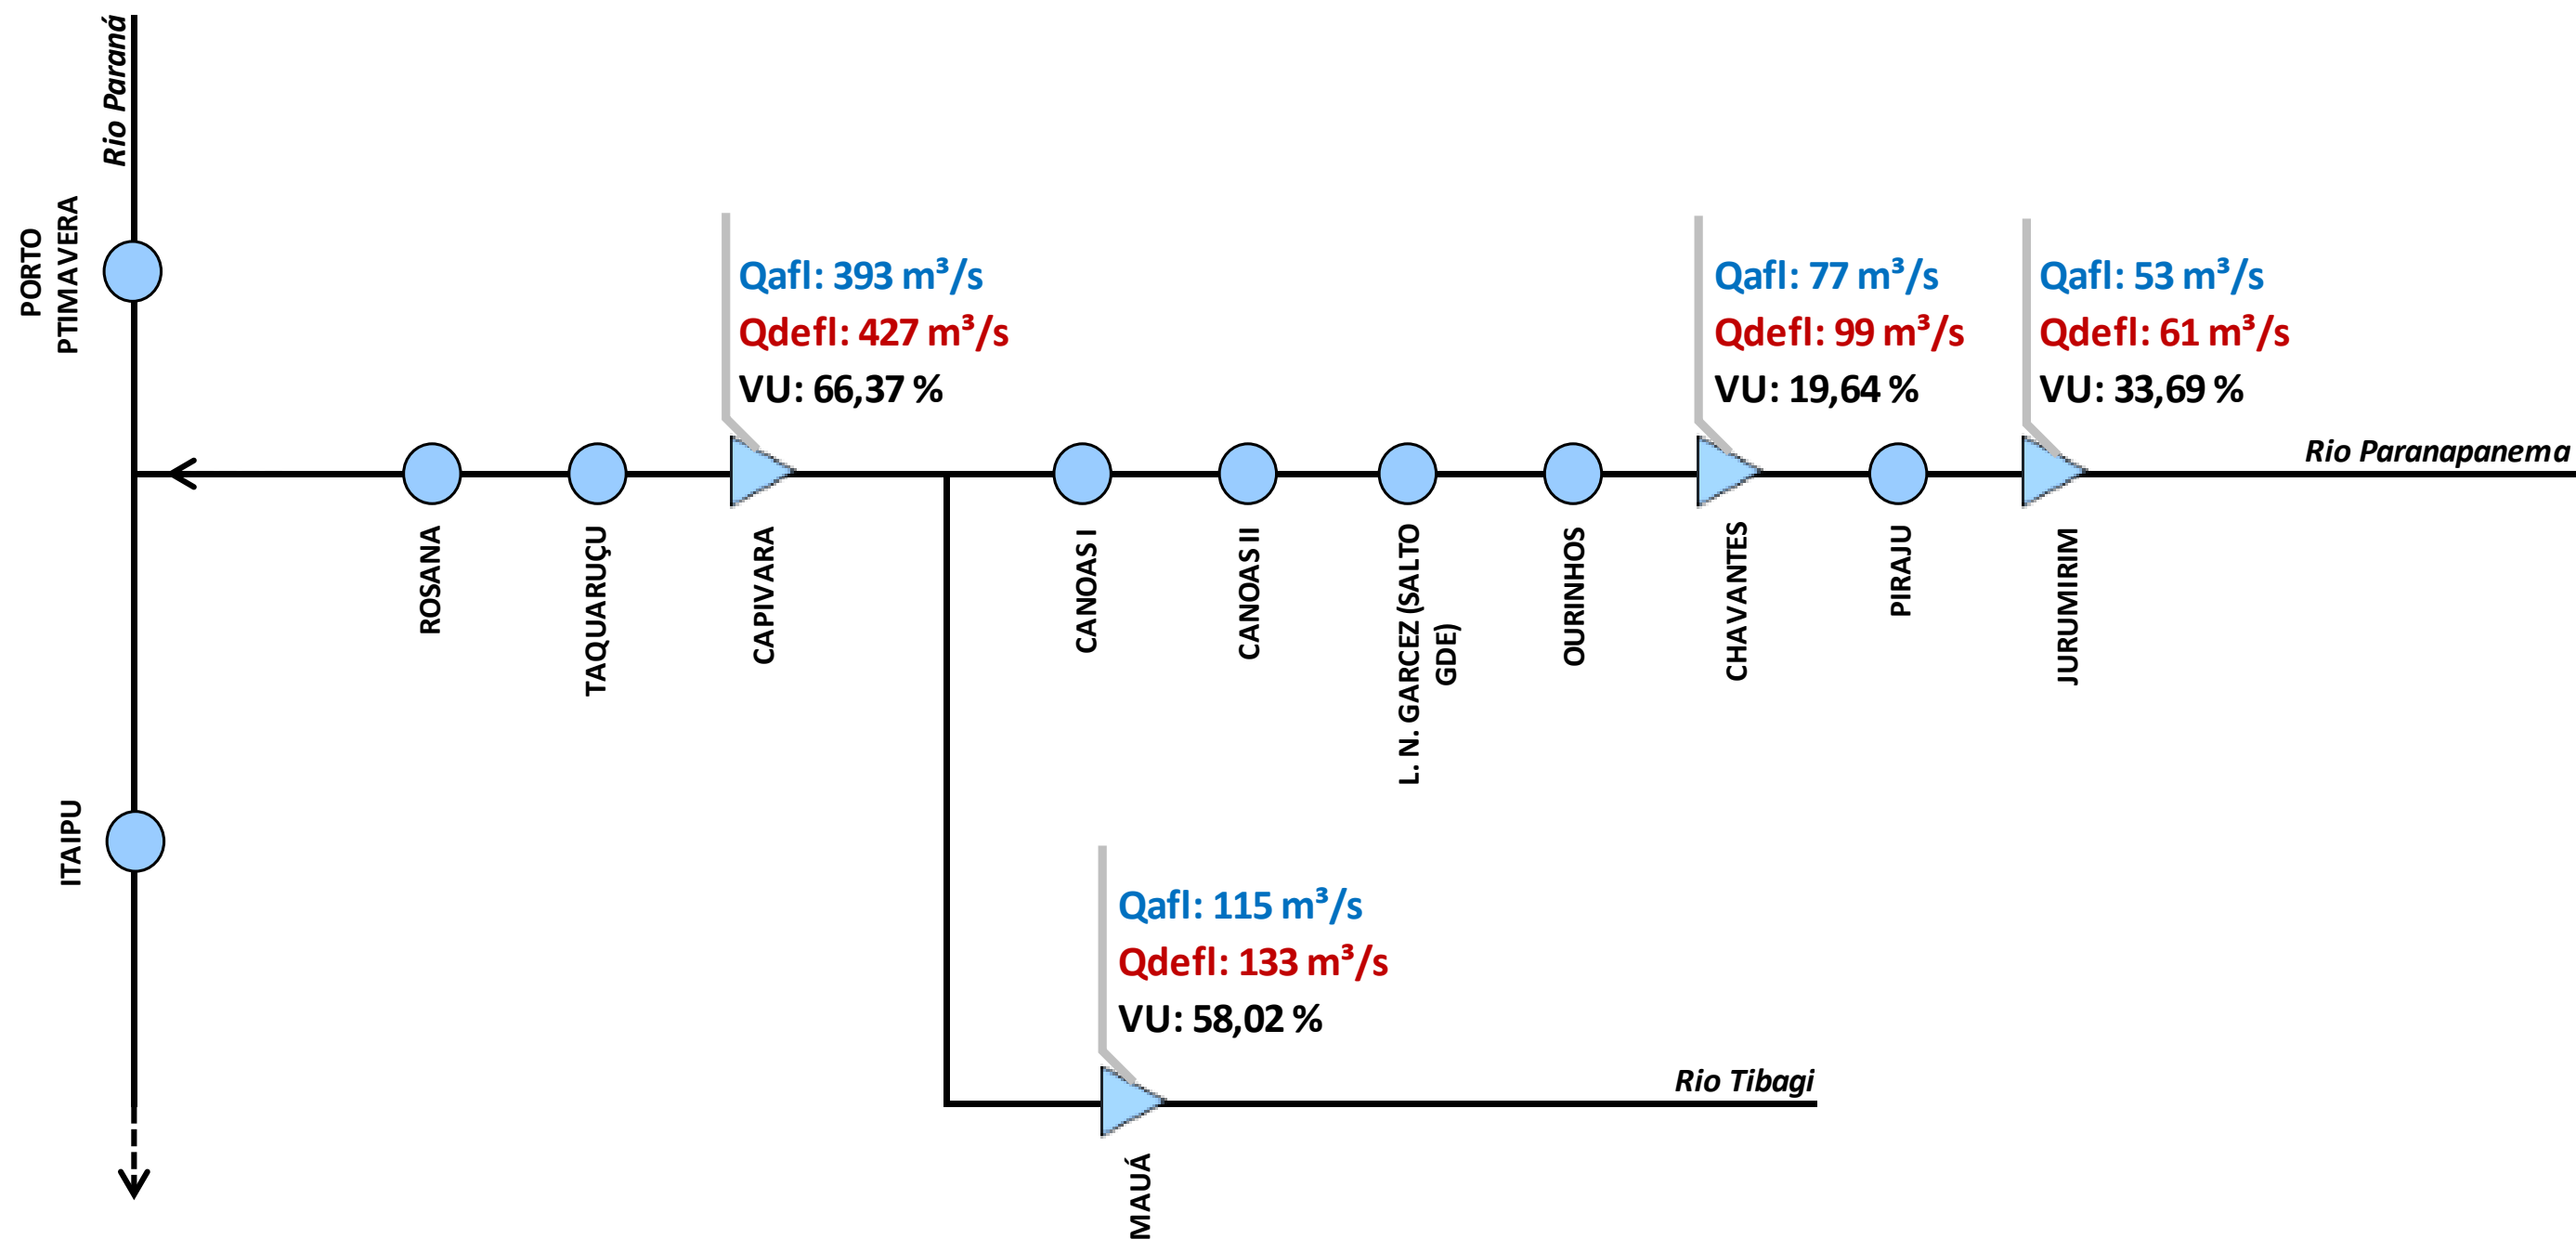 Rio Paraná
PORTO
PTIMAVERA
Qafl: 393 m³/s
Qdefl: 427 m³/s
VU: 66,37 %
Qafl: 77 m³/s
Qdefl: 99 m³/s
VU: 19,64 %
Qafl: 53 m³/s
Qdefl: 61 m³/s
VU: 33,69 %
Rio Paranapanema
ROSANA
TAQUARUÇU
CAPIVARA
CANOAS I
CANOAS II
L. N. GARCEZ (SALTO
GDE)
OURINHOS
CHAVANTES
PIRAJU
JURUMIRIM
ITAIPU
Qafl: 115 m³/s
Qdefl: 133 m³/s
VU: 58,02 %
Rio Tibagi
MAUÁ